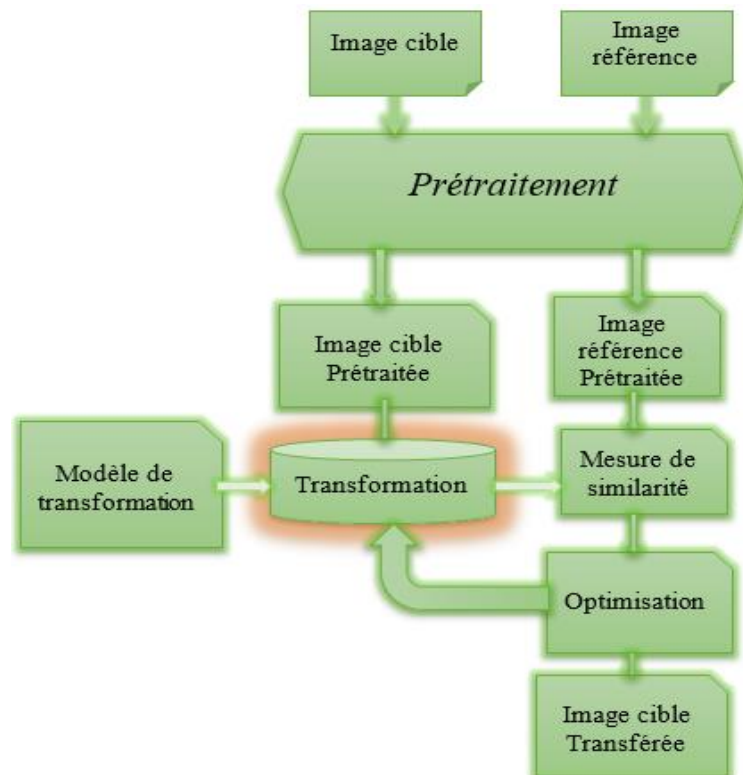 Image cible
Image
référence
Prétraitement
Image cible
Prétraitée
Image
référence
Prétraitée
Modèle de
transformation
Transformation
Mesure de
similarité
Optimisation
Image cible
Transférée